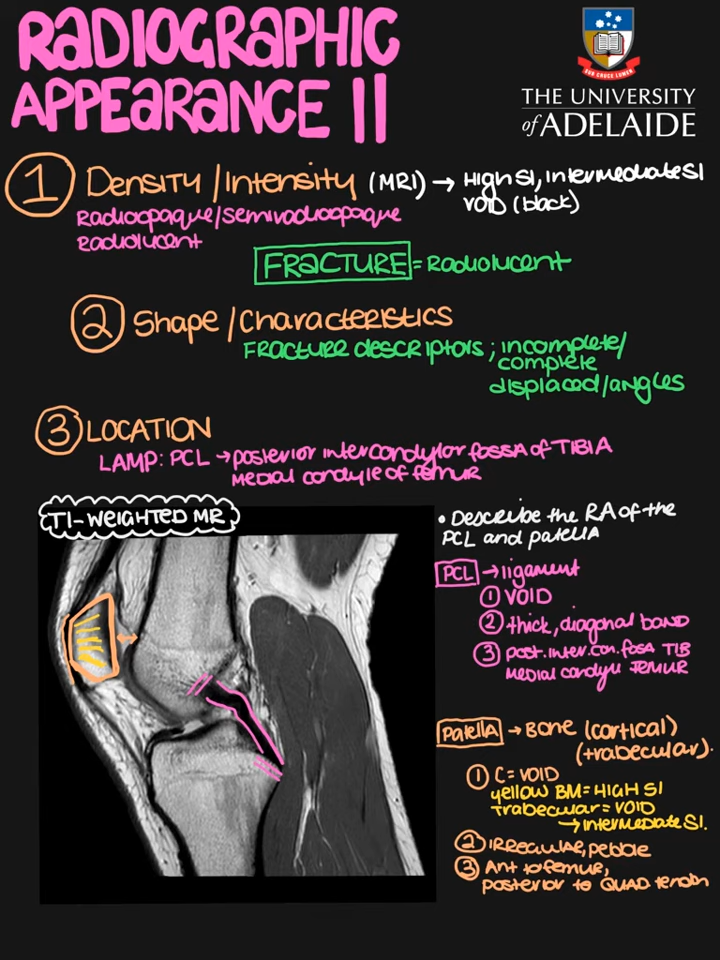 RADIOGRAPHIC
APPEARANCE II
THE UNIVERSITY
of ADELAIDE
SUB CRUCE LUMEN
1 Density/Intensity (MRI) → High SI, intermediate SI
VOID (black)
Radioopaque/semiradioopaque
Radiolucent
FRACTURE = Radiolucent
2 Shape/Characteristics
Fracture descriptors; incomplete/
complete
displaced/angles
3 LOCATION
LAMP: PCL → posterior intercondylor fossa of TIBIA
Medial condyle of femur
T1-WEIGHTED MR
• Describe the RA of the
PCL and patella
PCL → ligament
1 VOID
2 thick, diagonal band
3 post. inter. con. fosa TIB
Medial condyle FEMUR
Patella → Bone (cortical)
(trabecular).
1 C = VOID
yellow BM = HIGH SI
Trabecular = VOID
→ intermediate SI.
2 IRREGULAR, pebble
3 Ant to femur,
posterior to QUAD tendon